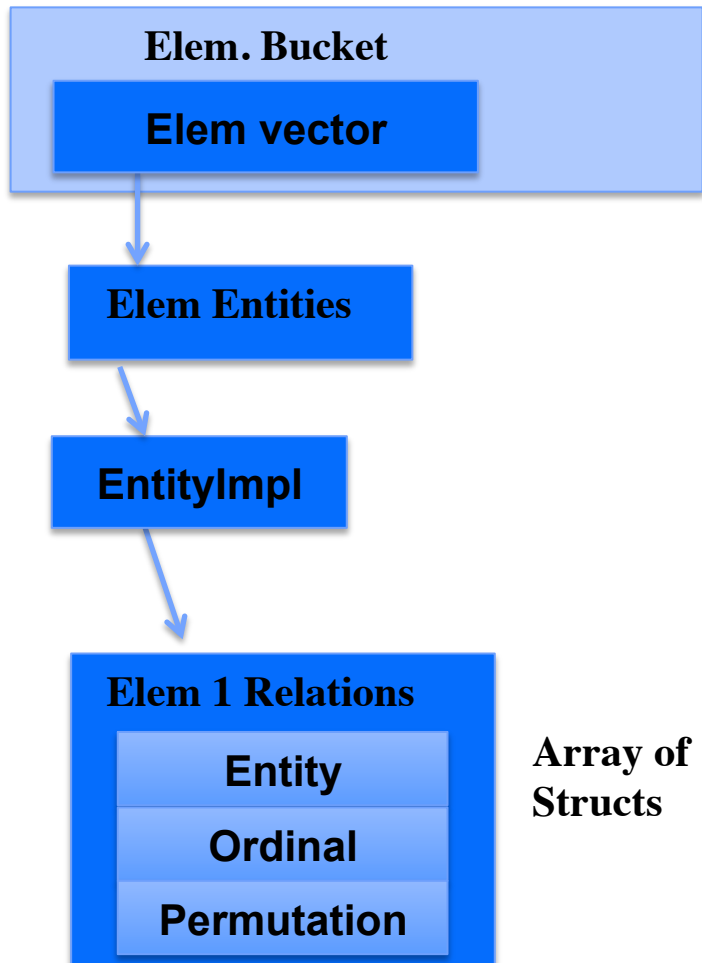 Elem. Bucket
Elem vector
Elem Entities
EntityImpl
Elem 1 Relations
Entity
Ordinal
Permutation
Array of
Structs